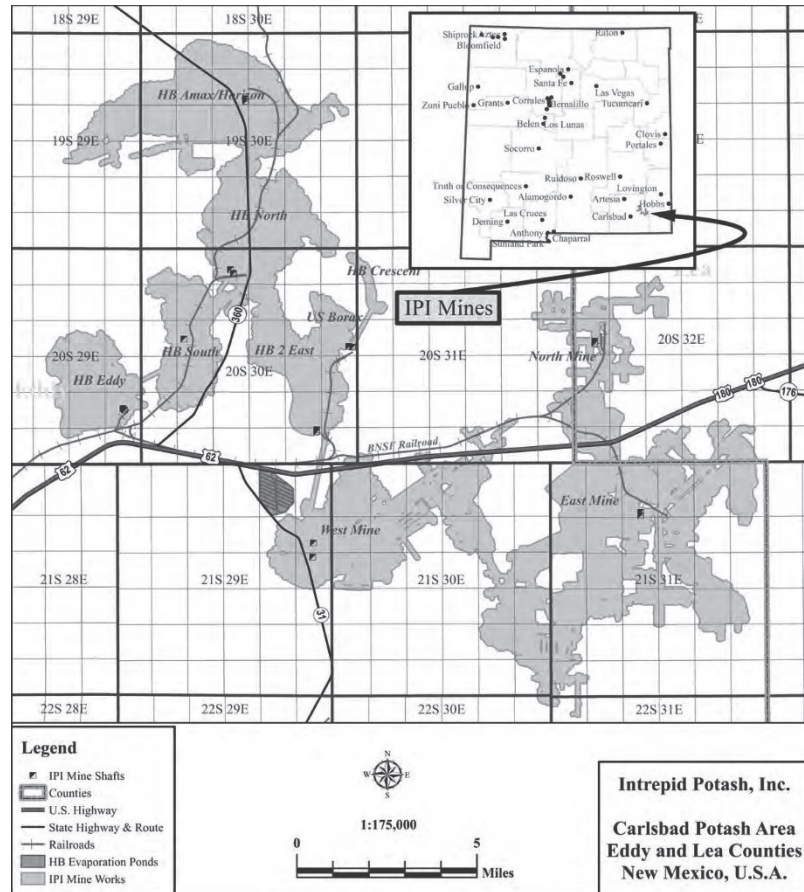 18S 29E
18S 30E
HB Amax/Horizon
19S 29E
19S 30E
HB North
HB Crescent
US Borax
360
HB South
HB 2 East
HB Eddy
20S 29E
20S 30E
20S 31E
20S 32E
North Mine
180
180
176
BNSF Railroad
62
62
West Mine
East Mine
21S 28E
21S 29E
21S 30E
21S 31E
31
22S 28E
22S 29E
22S 30E
22S 31E
Shiprock
Aztec
Bloomfield
Raton
Espanola
Santa Fe
Gallup
Las Vegas
Zuni Pueblo
Grants
Corrales
Bernalillo
Tucumcari
Belen
Los Lunas
Clovis
Portales
Socorro
Ruidoso
Roswell
Truth or Consequences
Lovington
Silver City
Alamogordo
Artesia
Hobbs
Las Cruces
Carlsbad
Deming
Anthony
Chaparral
Sunland Park
IPI Mines
Legend
IPI Mine Shafts
Counties
U.S. Highway
State Highway & Route
Railroads
HB Evaporation Ponds
IPI Mine Works
N
W E
S
1:175,000
0 5
Miles
Intrepid Potash, Inc.
Carlsbad Potash Area
Eddy and Lea Counties
New Mexico, U.S.A.